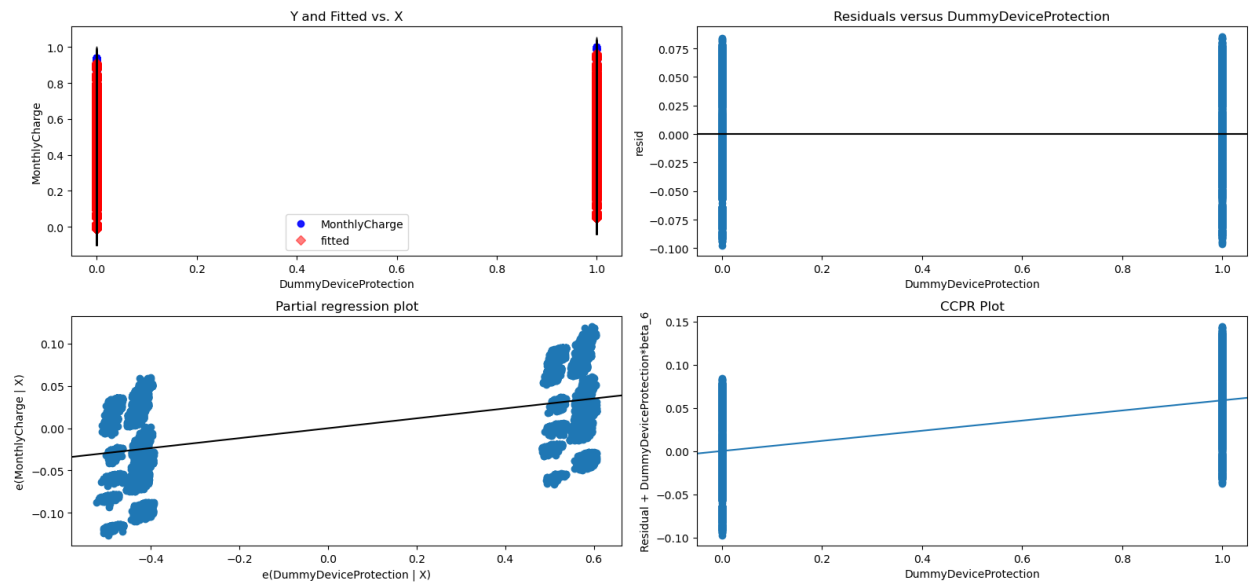 Y and Fitted vs. X
MonthlyCharge
1.0
0.8
0.6
0.4
0.2
0.0
MonthlyCharge
fitted
0.0 0.2 0.4 0.6 0.8 1.0
DummyDeviceProtection
Residuals versus DummyDeviceProtection
resid
0.075
0.050
0.025
0.000
−0.025
−0.050
−0.075
−0.100
0.0 0.2 0.4 0.6 0.8 1.0
DummyDeviceProtection
Partial regression plot
e(MonthlyCharge | X)
0.10
0.05
0.00
−0.05
−0.10
−0.4 −0.2 0.0 0.2 0.4 0.6
e(DummyDeviceProtection | X)
CCPR Plot
Residual + DummyDeviceProtection*beta_6
0.15
0.10
0.05
0.00
−0.05
−0.10
0.0 0.2 0.4 0.6 0.8 1.0
DummyDeviceProtection